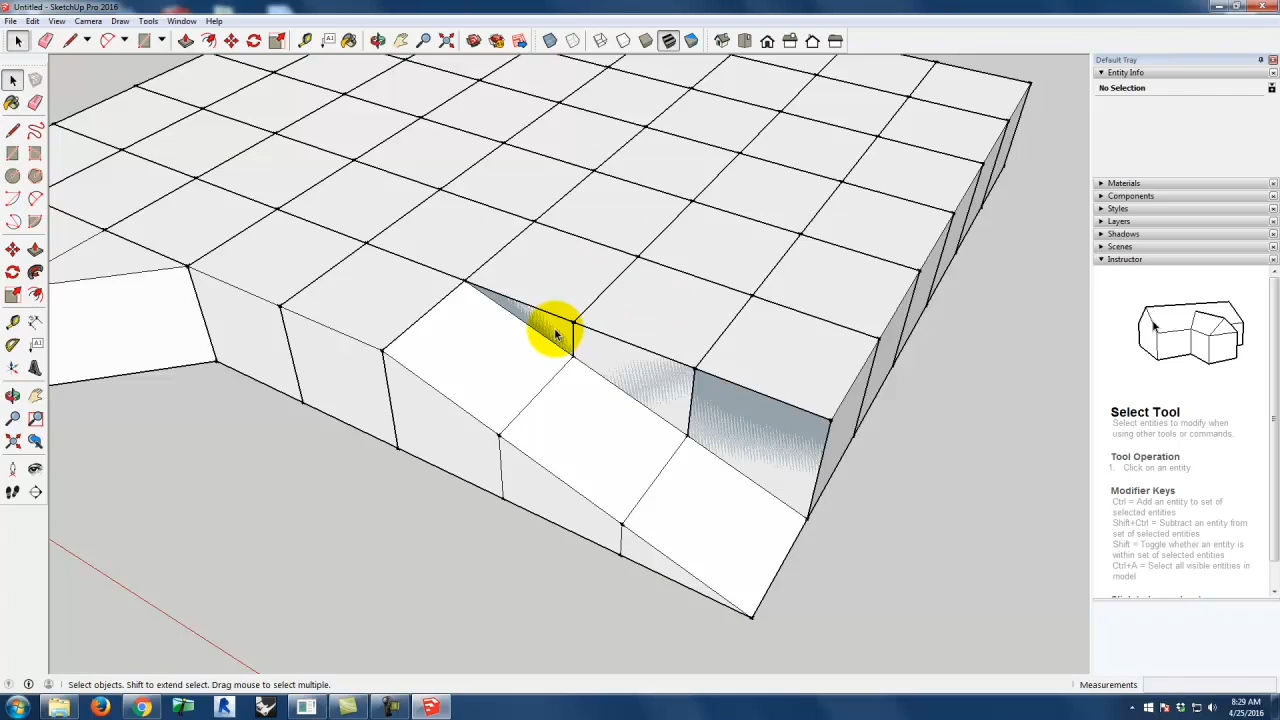 Untitled - SketchUp Pro 2016
File Edit View Camera Draw Tools Window Help
Default Tray
Entity Info
No Selection
Materials
Components
Styles
Layers
Shadows
Scenes
Instructor
Select Tool
Select entities to modify when
using other tools or commands.
Tool Operation
1. Click on an entity
Modifier Keys
Ctrl = Add an entity to set of
selected entities
Shift+Ctrl = Subtract an entity from
set of selected entities
Shift = Toggle whether an entity is
within set of selected entities
Ctrl+A = Select all visible entities in
model
Select objects. Shift to extend select. Drag mouse to select multiple.
Measurements
8:29 AM
4/25/2016